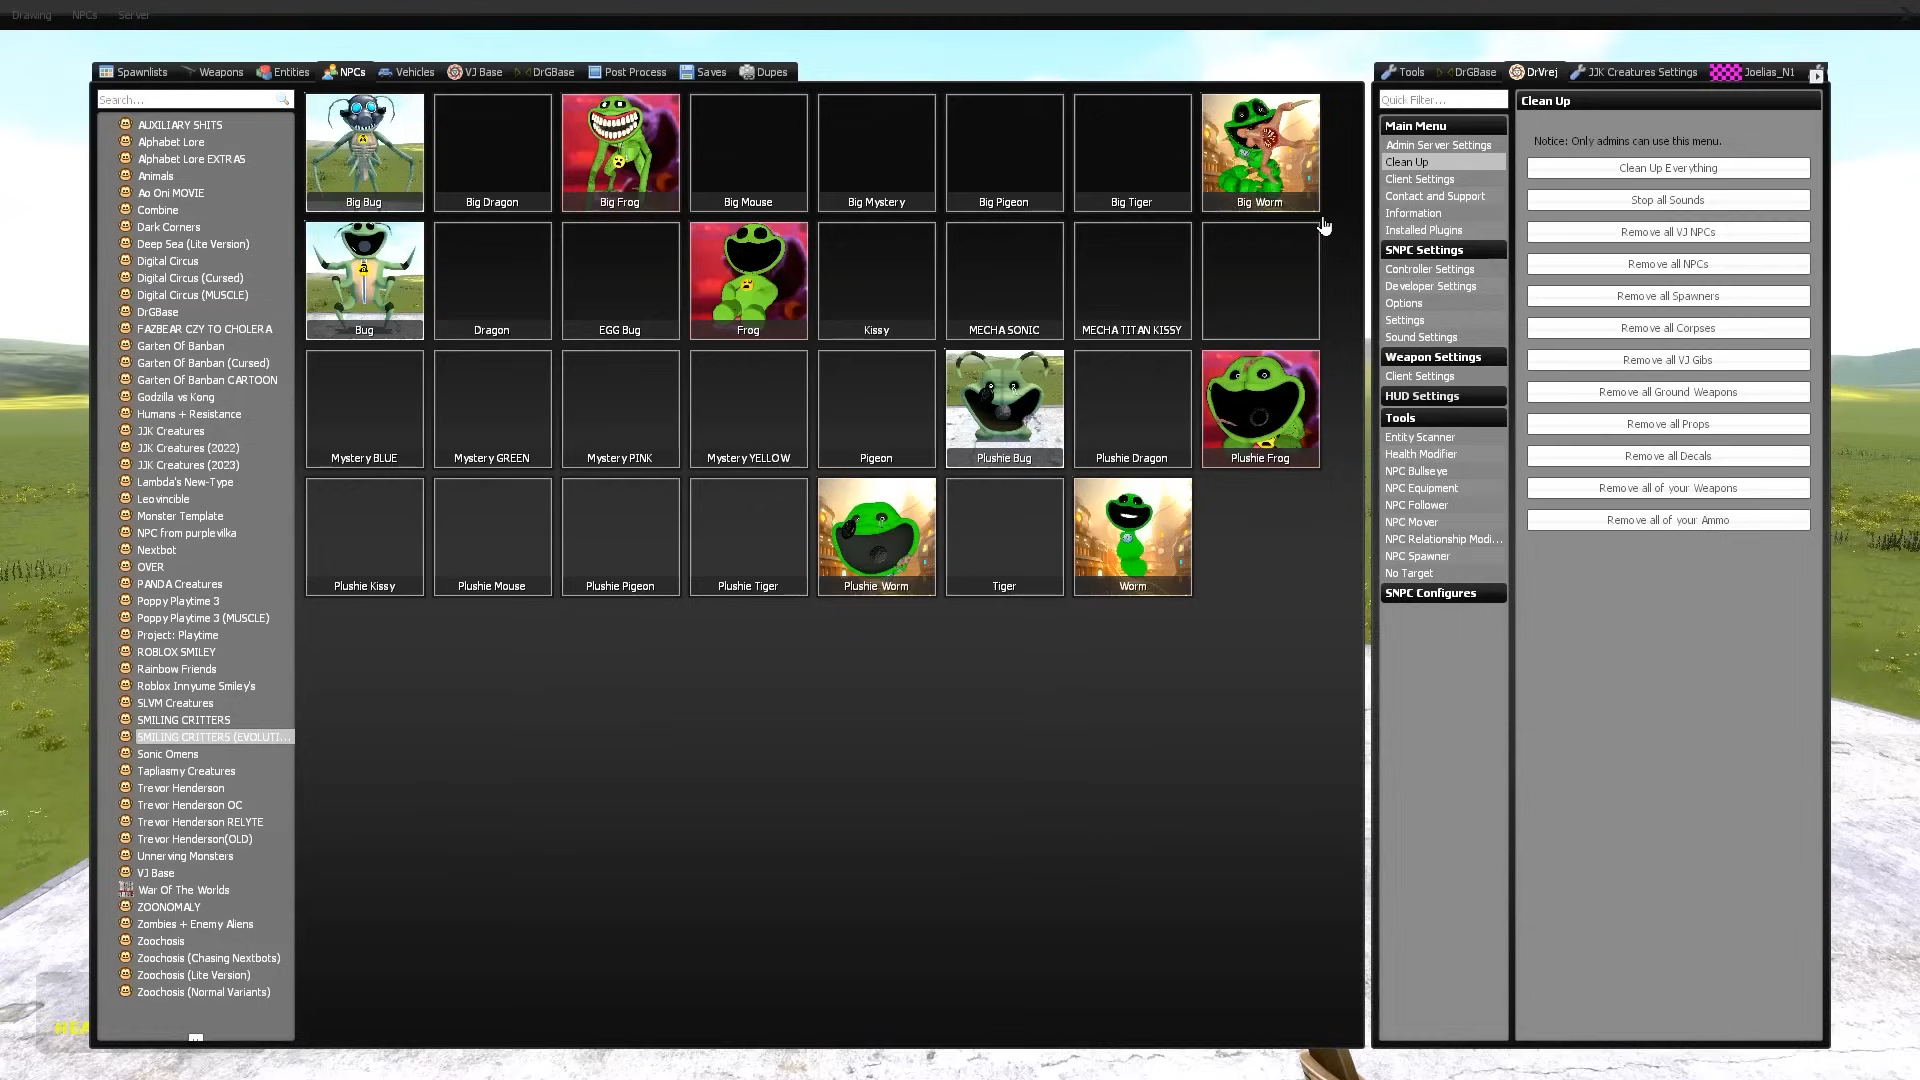 Drawing NPCs Server
Spawnlists Weapons Entities NPCs Vehicles VJ Base DrGBase Post Process Saves Dupes
Search...
AUXILIARY SHITS
Alphabet Lore
Alphabet Lore EXTRAS
Animals
Ao Oni MOVIE
Combine
Dark Corners
Deep Sea (Lite Version)
Digital Circus
Digital Circus (Cursed)
Digital Circus (MUSCLE)
DrGBase
FAZBEAR CZY TO CHOLERA
Garten Of Banban
Garten Of Banban (Cursed)
Garten Of Banban CARTOON
Godzilla vs Kong
Humans + Resistance
JJK Creatures
JJK Creatures (2022)
JJK Creatures (2023)
Lambda's New-Type
Leovincible
Monster Template
NPC from purplevilka
Nextbot
OVER
PANDA Creatures
Poppy Playtime 3
Poppy Playtime 3 (MUSCLE)
Project: Playtime
ROBLOX SMILEY
Rainbow Friends
Roblox Innyume Smiley's
SLVM Creatures
SMILING CRITTERS
SMILING CRITTERS (EVOLUTI...
Sonic Omens
Tapliasmy Creatures
Trevor Henderson
Trevor Henderson OC
Trevor Henderson RELYTE
Trevor Henderson(OLD)
Unnerving Monsters
VJ Base
War Of The Worlds
ZOONOMALY
Zombies + Enemy Aliens
Zoochosis
Zoochosis (Chasing Nextbots)
Zoochosis (Lite Version)
Zoochosis (Normal Variants)
Big Bug Big Dragon Big Frog Big Mouse Big Mystery Big Pigeon Big Tiger Big Worm
Bug Dragon EGG Bug Frog Kissy MECHA SONIC MECHA TITAN KISSY
Mystery BLUE Mystery GREEN Mystery PINK Mystery YELLOW Pigeon Plushie Bug Plushie Dragon Plushie Frog
Plushie Kissy Plushie Mouse Plushie Pigeon Plushie Tiger Plushie Worm Tiger Worm
Tools DrGBase DrVrej JJK Creatures Settings Joelias_N1
Quick Filter...
Main Menu
Admin Server Settings
Clean Up
Client Settings
Contact and Support
Information
Installed Plugins
SNPC Settings
Controller Settings
Developer Settings
Options
Settings
Sound Settings
Weapon Settings
Client Settings
HUD Settings
Tools
Entity Scanner
Health Modifier
NPC Bullseye
NPC Equipment
NPC Follower
NPC Mover
NPC Relationship Modi...
NPC Spawner
No Target
SNPC Configures
Clean Up
Notice: Only admins can use this menu.
Clean Up Everything
Stop all Sounds
Remove all VJ NPCs
Remove all NPCs
Remove all Spawners
Remove all Corpses
Remove all VJ Gibs
Remove all Ground Weapons
Remove all Props
Remove all Decals
Remove all of your Weapons
Remove all of your Ammo